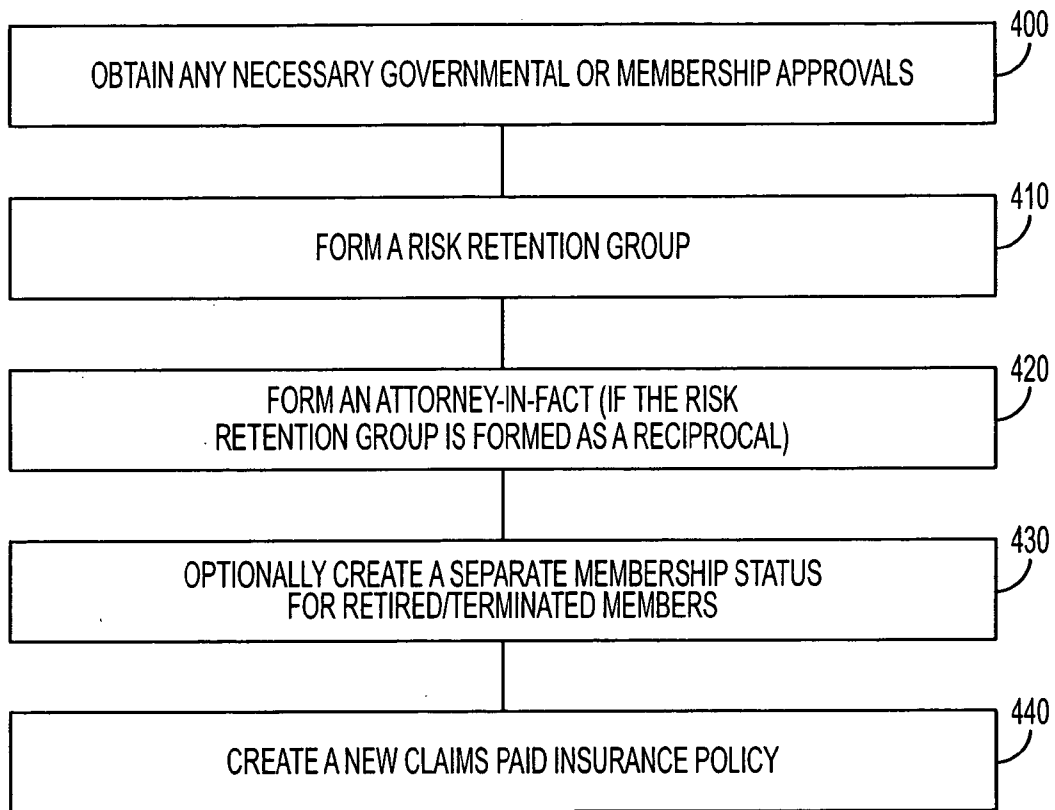 400
OBTAIN ANY NECESSARY GOVERNMENTAL OR MEMBERSHIP APPROVALS
410
FORM A RISK RETENTION GROUP
420
FORM AN ATTORNEY-IN-FACT (IF THE RISK
RETENTION GROUP IS FORMED AS A RECIPROCAL)
430
OPTIONALLY CREATE A SEPARATE MEMBERSHIP STATUS
FOR RETIRED/TERMINATED MEMBERS
440
CREATE A NEW CLAIMS PAID INSURANCE POLICY